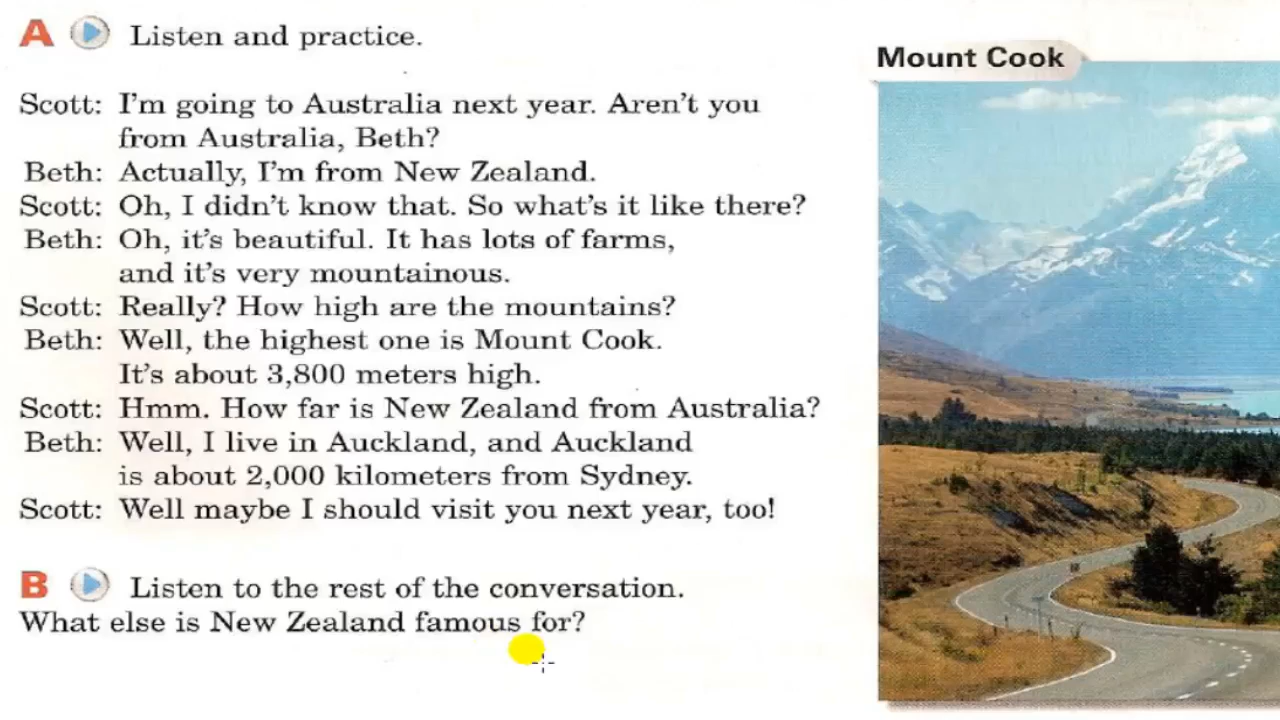 A Listen and practice.
Mount Cook
Scott: I'm going to Australia next year. Aren't you
from Australia, Beth?
Beth: Actually, I'm from New Zealand.
Scott: Oh, I didn't know that. So what's it like there?
Beth: Oh, it's beautiful. It has lots of farms,
and it's very mountainous.
Scott: Really? How high are the mountains?
Beth: Well, the highest one is Mount Cook.
It's about 3,800 meters high.
Scott: Hmm. How far is New Zealand from Australia?
Beth: Well, I live in Auckland, and Auckland
is about 2,000 kilometers from Sydney.
Scott: Well maybe I should visit you next year, too!
B Listen to the rest of the conversation.
What else is New Zealand famous for?